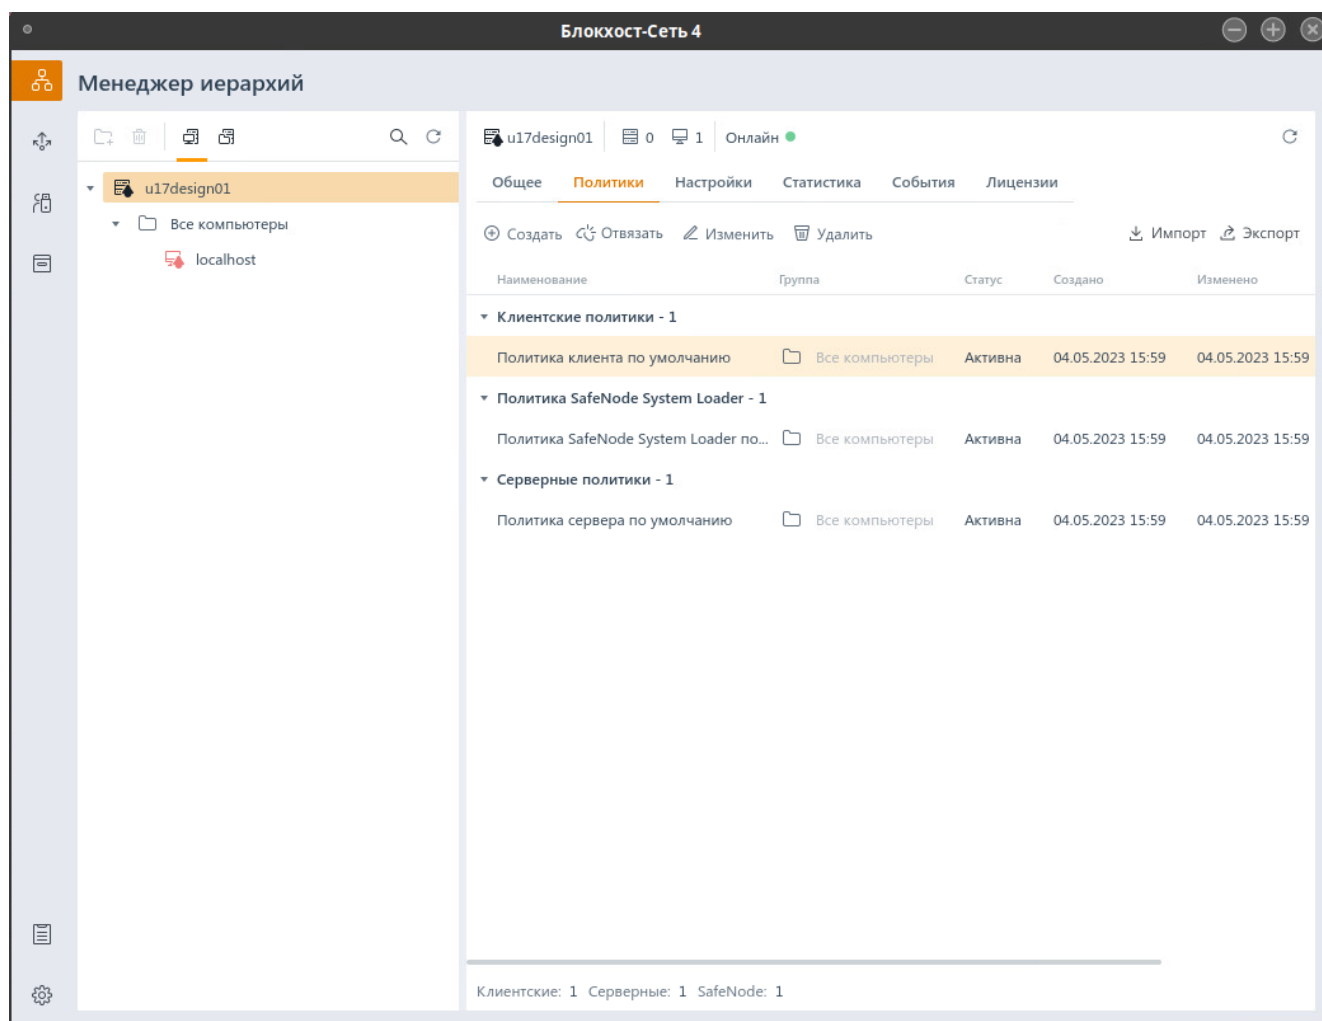 Блокхост-Сеть 4
Менеджер иерархий
u17design01 0 1 Онлайн
Общее Политики Настройки Статистика События Лицензии
u17design01
Все компьютеры
localhost
Создать Отвязать Изменить Удалить Импорт Экспорт
Наименование Группа Статус Создано Изменено
Клиентские политики - 1
Политика клиента по умолчанию Все компьютеры Активна 04.05.2023 15:59 04.05.2023 15:59
Политика SafeNode System Loader - 1
Политика SafeNode System Loader по... Все компьютеры Активна 04.05.2023 15:59 04.05.2023 15:59
Серверные политики - 1
Политика сервера по умолчанию Все компьютеры Активна 04.05.2023 15:59 04.05.2023 15:59
Клиентские: 1 Серверные: 1 SafeNode: 1